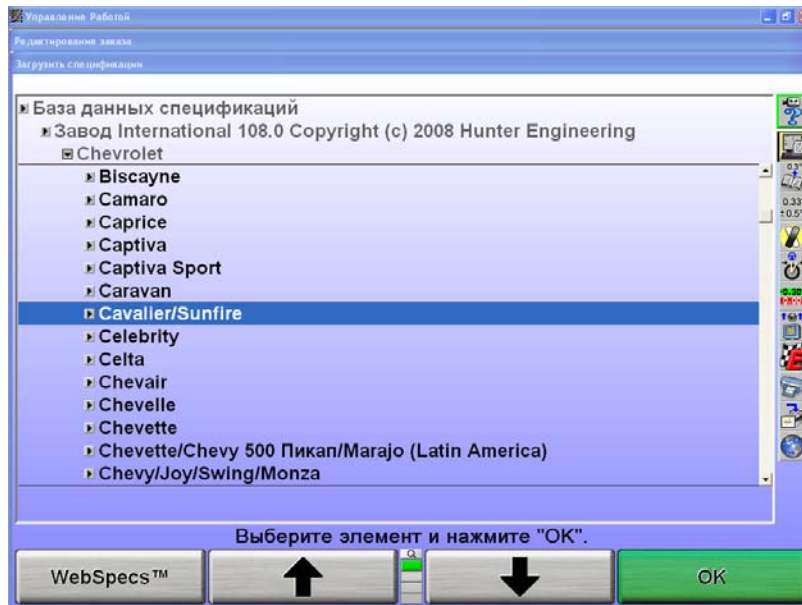 Управление Работой
Редактирование заказа
Загрузить спецификации
База данных спецификаций
Завод International 108.0 Copyright (c) 2008 Hunter Engineering
Chevrolet
Biscayne
Camaro
Caprice
Captiva
Captiva Sport
Caravan
Cavalier/Sunfire
Celebrity
Celta
Chevair
Chevelle
Chevette
Chevette/Chevy 500 Пикап/Marajo (Latin America)
Chevy/Joy/Swing/Monza
Выберите элемент и нажмите "OK".
WebSpecs™
OK